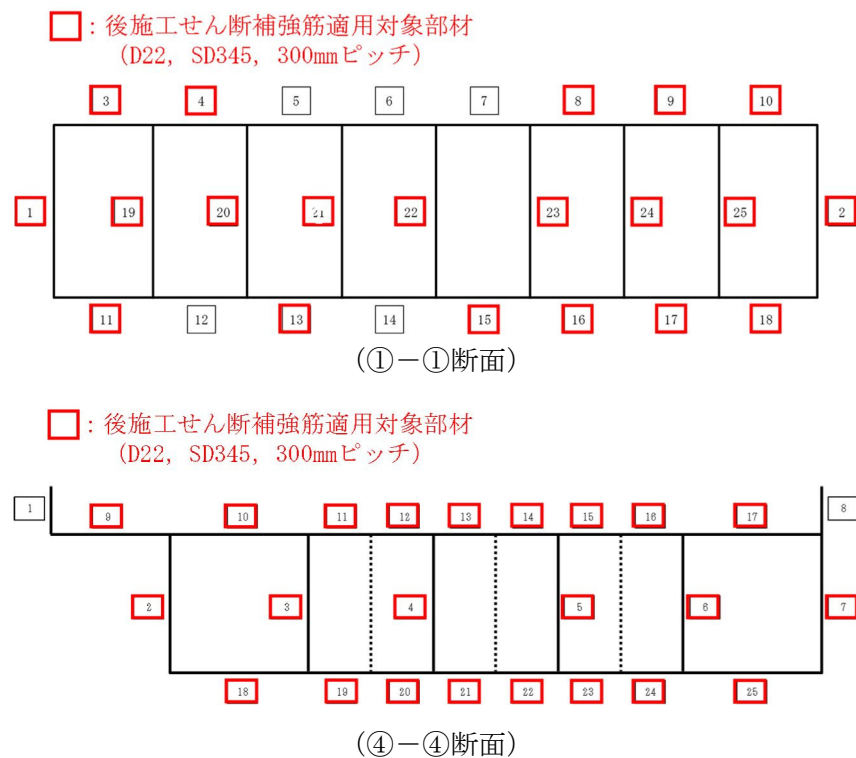 ：後施工せん断補強筋適用対象部材
（D22, SD345, 300mmピッチ）
3 4 5 6 7 8 9 10
1 19 20 21 22 23 24 25 2
11 12 13 14 15 16 17 18
（①－①断面）
：後施工せん断補強筋適用対象部材
（D22, SD345, 300mmピッチ）
1 9 10 11 12 13 14 15 16 17 8
2 3 4 5 6 7
18 19 20 21 22 23 24 25
（④－④断面）